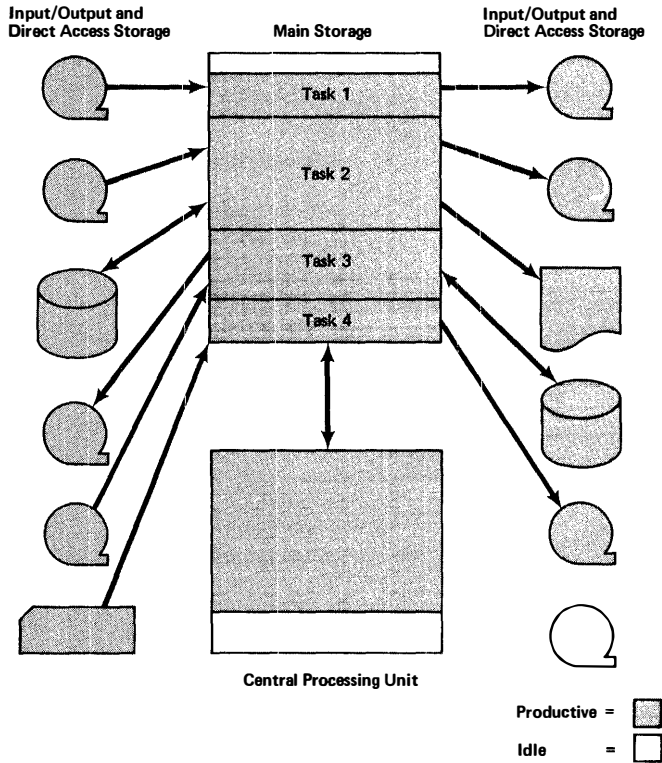 Input/Output and
Direct Access Storage
Main Storage
Input/Output and
Direct Access Storage
Task 1
Task 2
Task 3
Task 4
Central Processing Unit
Productive =
Idle =